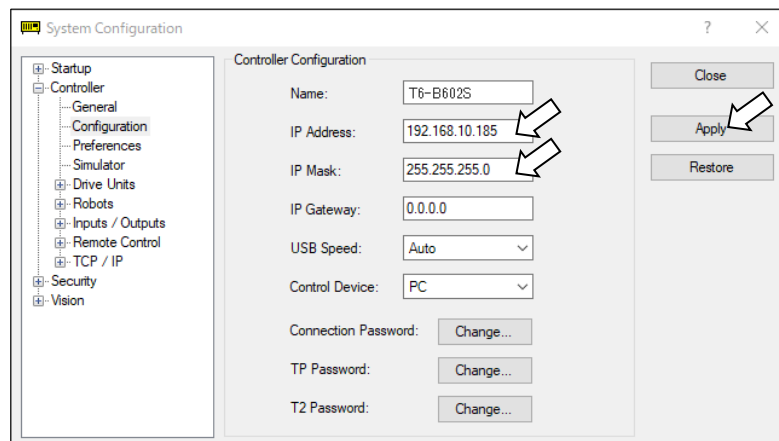 System Configuration
Startup
Controller
General
Configuration
Preferences
Simulator
Drive Units
Robots
Inputs / Outputs
Remote Control
TCP / IP
Security
Vision
Controller Configuration
Name: T6-B602S
IP Address: 192.168.10.185
IP Mask: 255.255.255.0
IP Gateway: 0.0.0.0
USB Speed: Auto
Control Device: PC
Connection Password: Change...
TP Password: Change...
T2 Password: Change...
Close
Apply
Restore